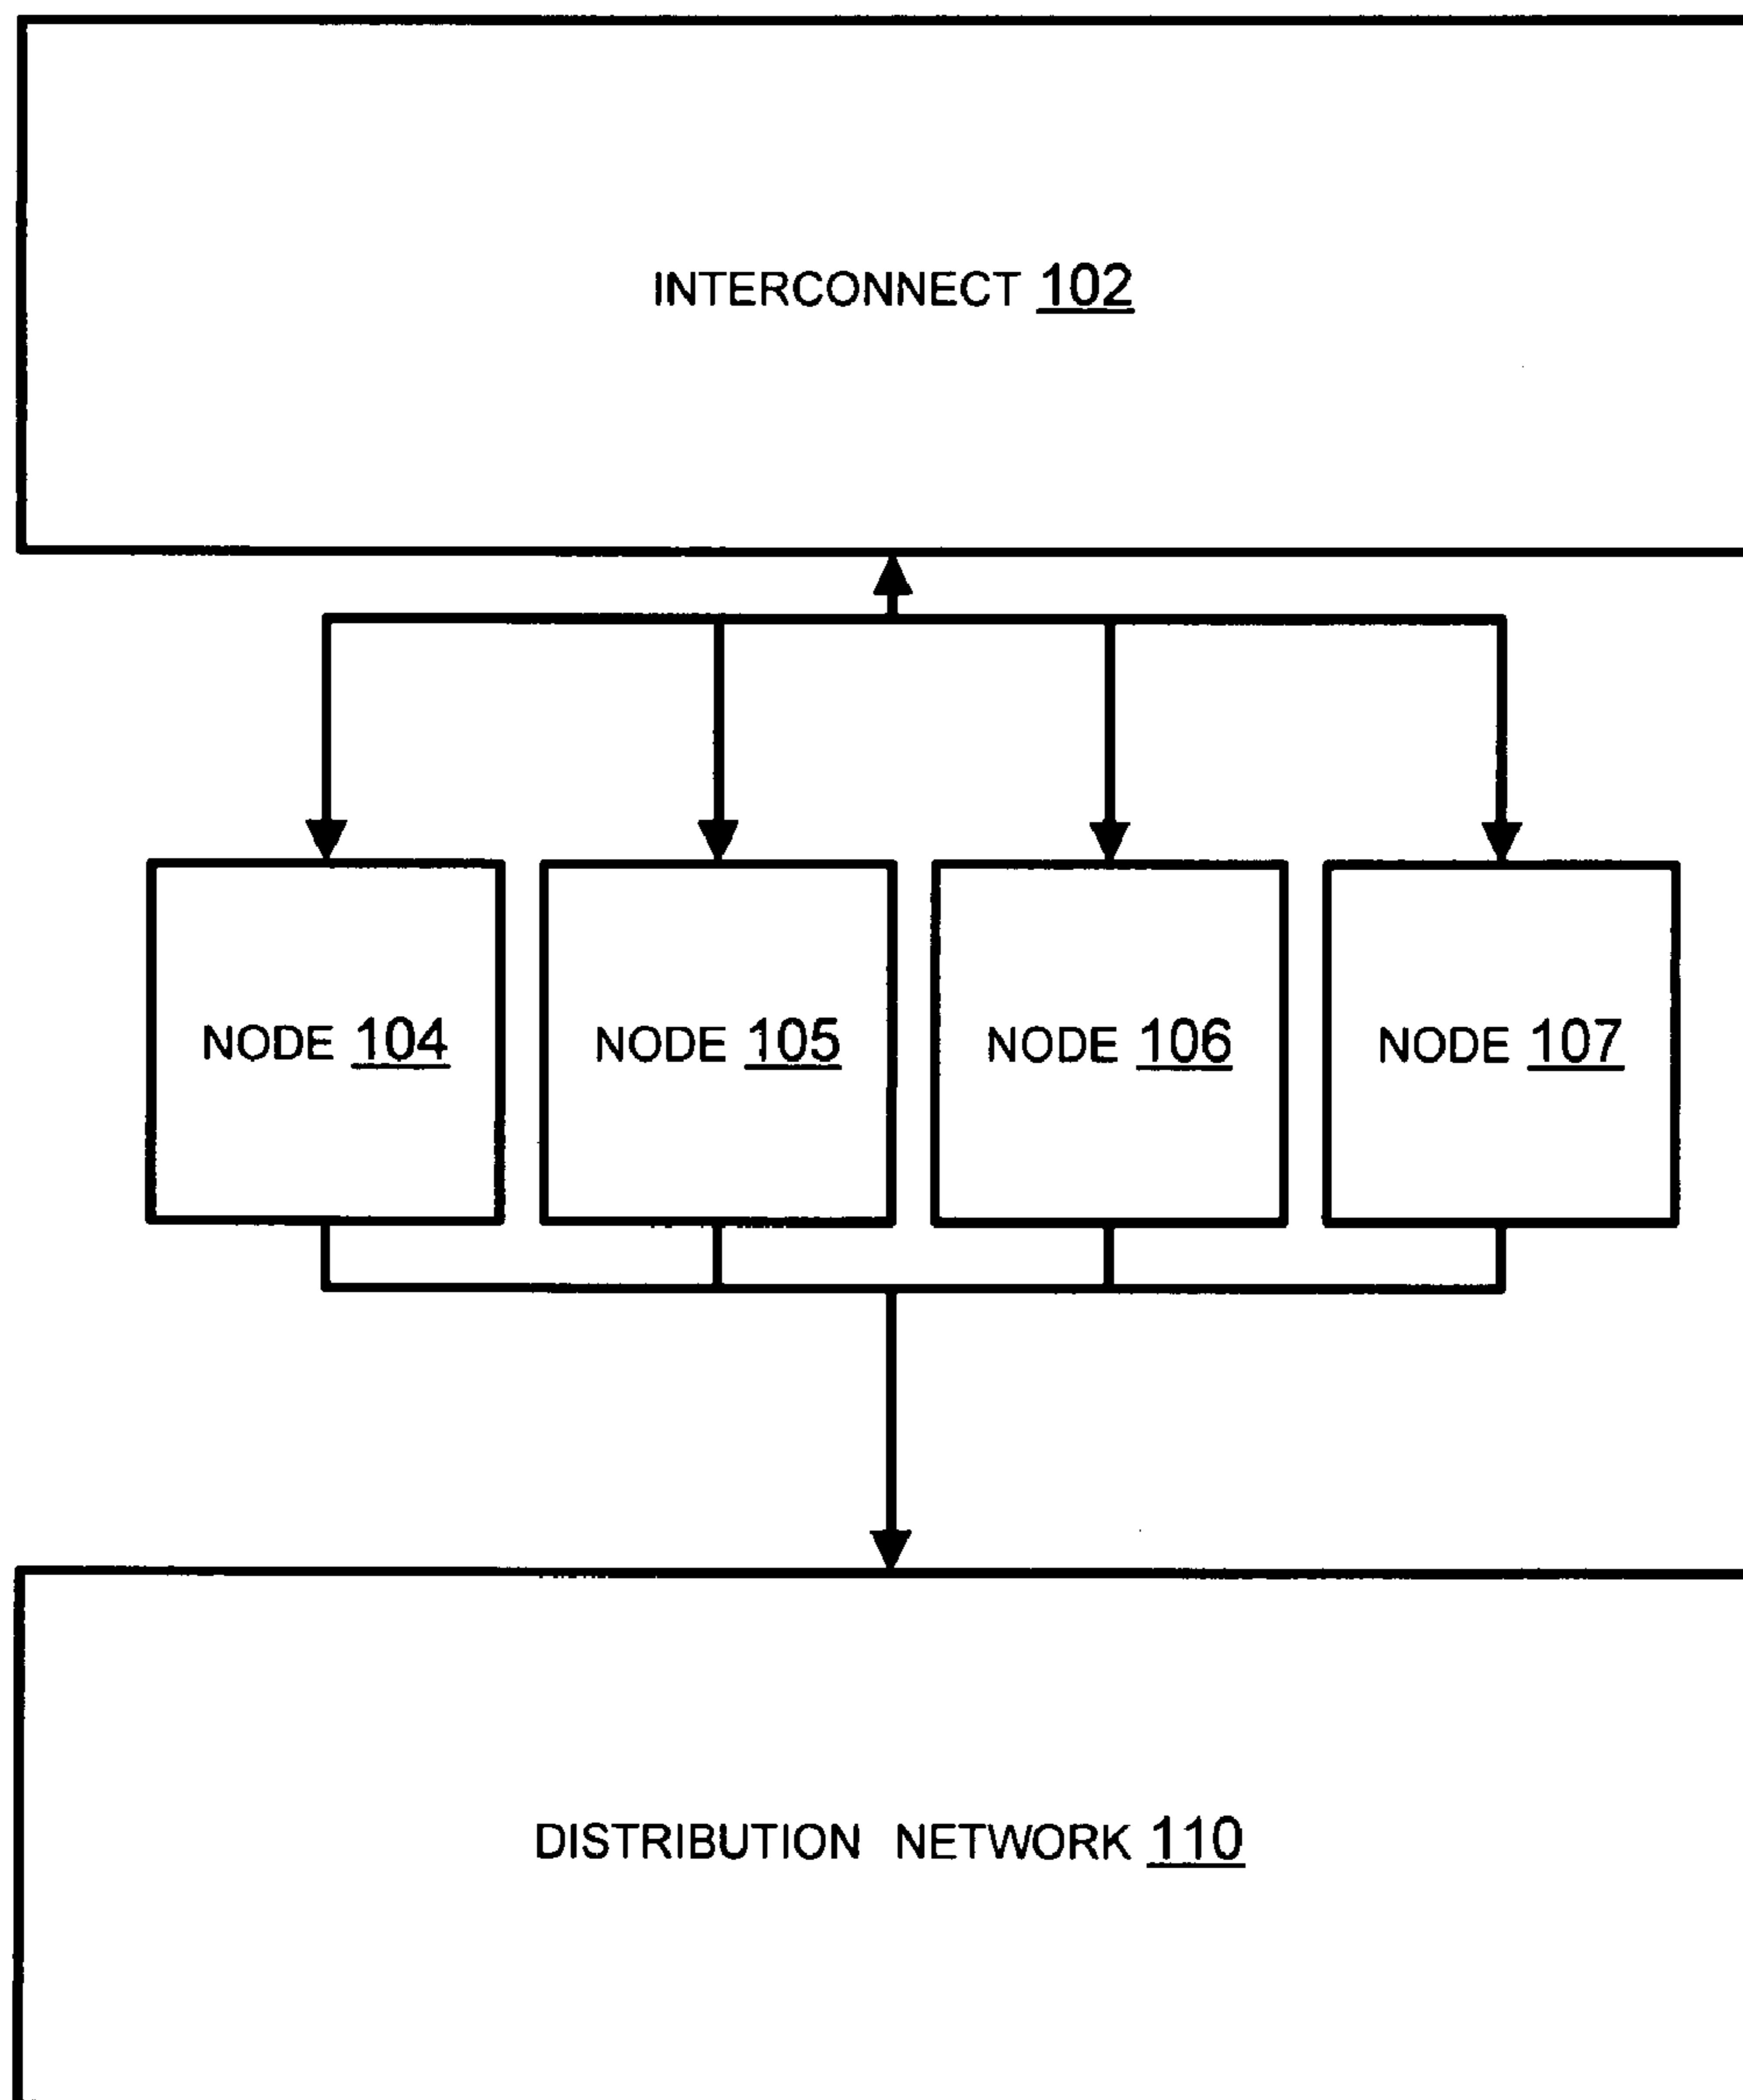 INTERCONNECT 102
NODE 104
NODE 105
NODE 106
NODE 107
DISTRIBUTION NETWORK 110